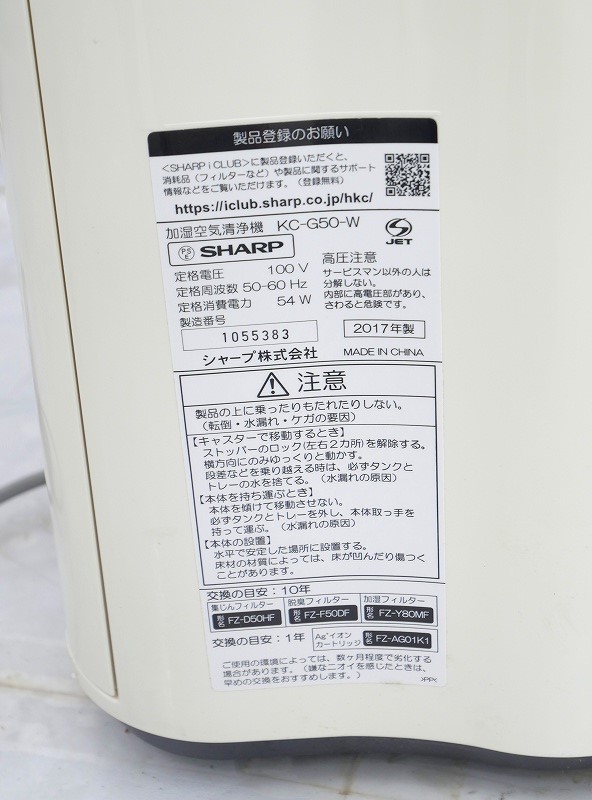 製品登録のお願い
<SHARP i CLUB>に製品登録いただくと、
消耗品(フィルターなど)や製品に関するサポート
情報などをご覧いただけます。(登録無料)
https://iclub.sharp.co.jp/hkc/
加湿空気清浄機 KC-G50-W
PS E SHARP
JET
定格電圧 100 V
定格周波数 50-60 Hz
定格消費電力 54 W
製造番号
1055383
シャープ株式会社
高圧注意
サービスマン以外の人は
分解しない。
内部に高電圧部があり、
さわると危険です。
2017年製
MADE IN CHINA
注意
製品の上に乗ったりもたれたりしない。
(転倒・水漏れ・ケガの要因)
【キャスターで移動するとき】
ストッパーのロック(左右2カ所)を解除する。
横方向にのみゆっくりと動かす。
段差などを乗り越える時は、必ずタンクと
トレーの水を捨てる。(水漏れの原因)
【本体を持ち運ぶとき】
本体を傾けて移動させない。
必ずタンクとトレーを外し、本体取っ手を
持って運ぶ。(水漏れの原因)
【本体の設置】
水平で安定した場所に設置する。
床材の材質によっては、床が凹んだり傷つく
ことがあります。
交換の目安:10年
集じんフィルター 脱臭フィルター 加湿フィルター
形名 FZ-D50HF 形名 FZ-F50DF 形名 FZ-Y80MF
交換の目安:1年 Ag⁺イオンカートリッジ 形名 FZ-AG01K1
ご使用の環境によっては、数ヶ月程度で劣化する
場合があります。(嫌なニオイを感じたときは、
早めの交換をおすすめします。
>PP<